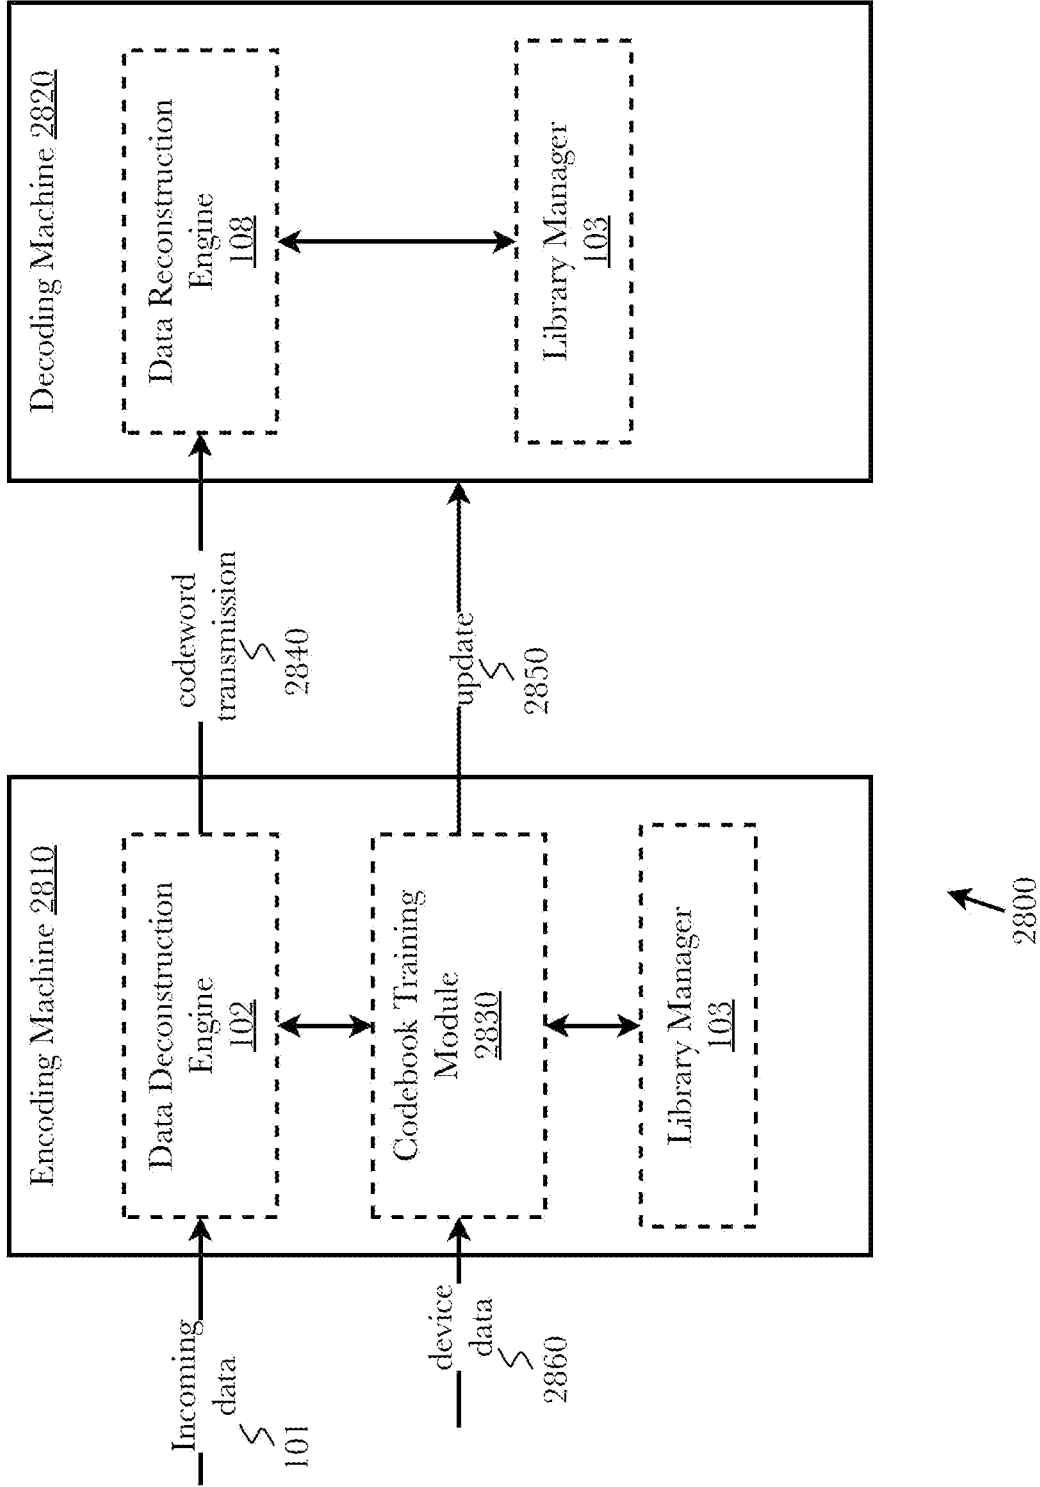 Encoding Machine 2810
Decoding Machine 2820
Incoming
data
101
Data Deconstruction
Engine
102
codeword
transmission
2840
Data Reconstruction
Engine
108
device
data
2860
Codebook Training
Module
2830
update
2850
Library Manager
103
Library Manager
103
2800